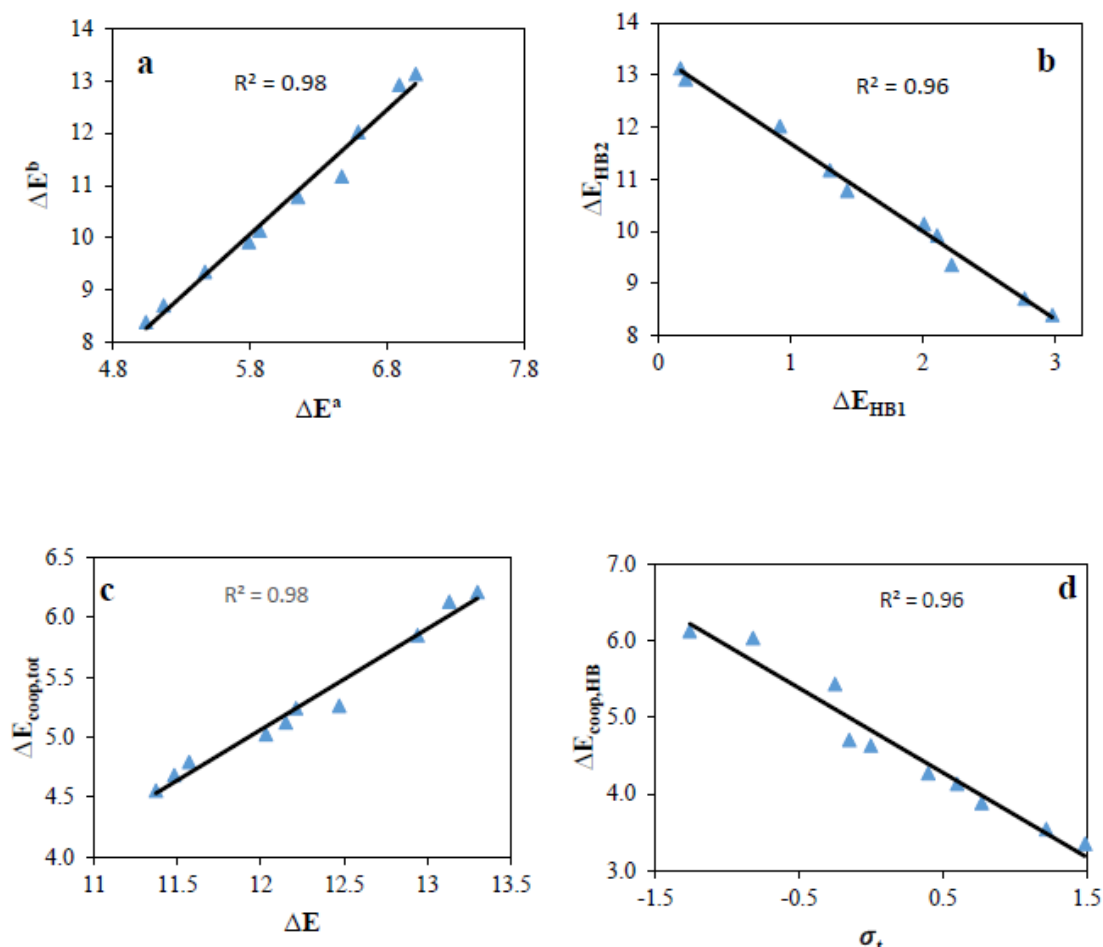 a
R² = 0.98
14
13
12
11
10
9
8
ΔEᵇ
4.8 5.8 6.8 7.8
ΔEᵃ
b
R² = 0.96
14
13
12
11
10
9
8
ΔE_HB2
0 1 2 3
ΔE_HB1
c
R² = 0.98
6.5
6.0
5.5
5.0
4.5
4.0
ΔE_coop,tot
11 11.5 12 12.5 13 13.5
ΔE
d
R² = 0.96
7.0
6.0
5.0
4.0
3.0
ΔE_coop,HB
-1.5 -0.5 0.5 1.5
σ_t